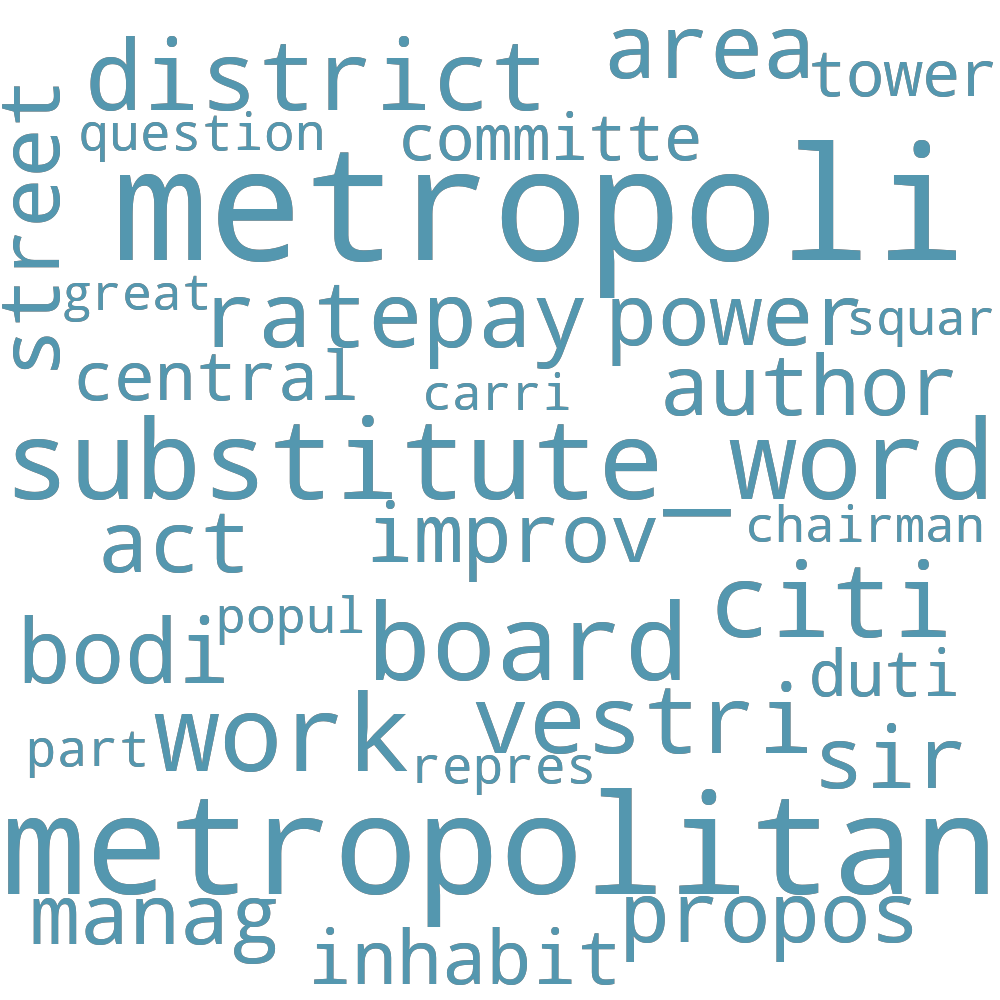 area
district
tower
street
question
committe
metropoli
great
ratepay
power
squar
central
carri
author
substitute_word
act
improv
chairman
citi
popul
bodi
board
duti
vestri
work
part
repres
sir
metropolitan
manag
propos
inhabit